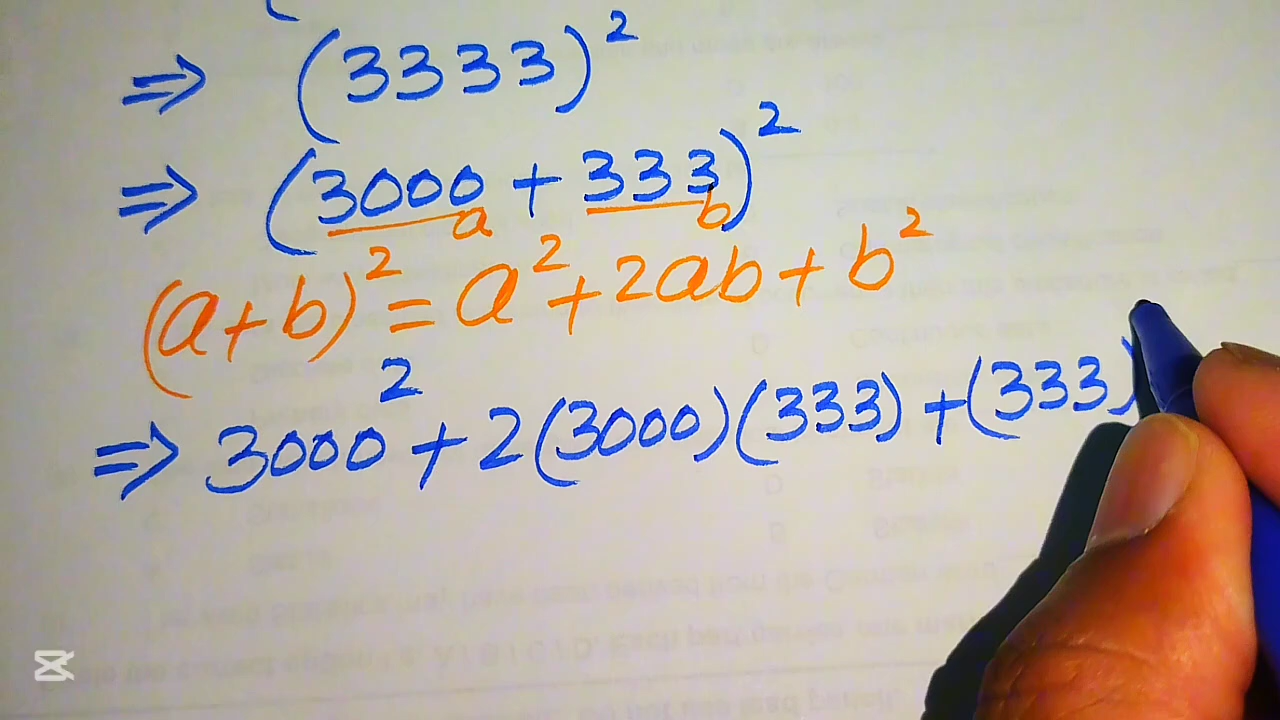 ⇒ (3333)²
⇒ (3000 + 333)²
a b
(a+b)² = a² + 2ab + b²
⇒ 3000² + 2(3000)(333) + (333)